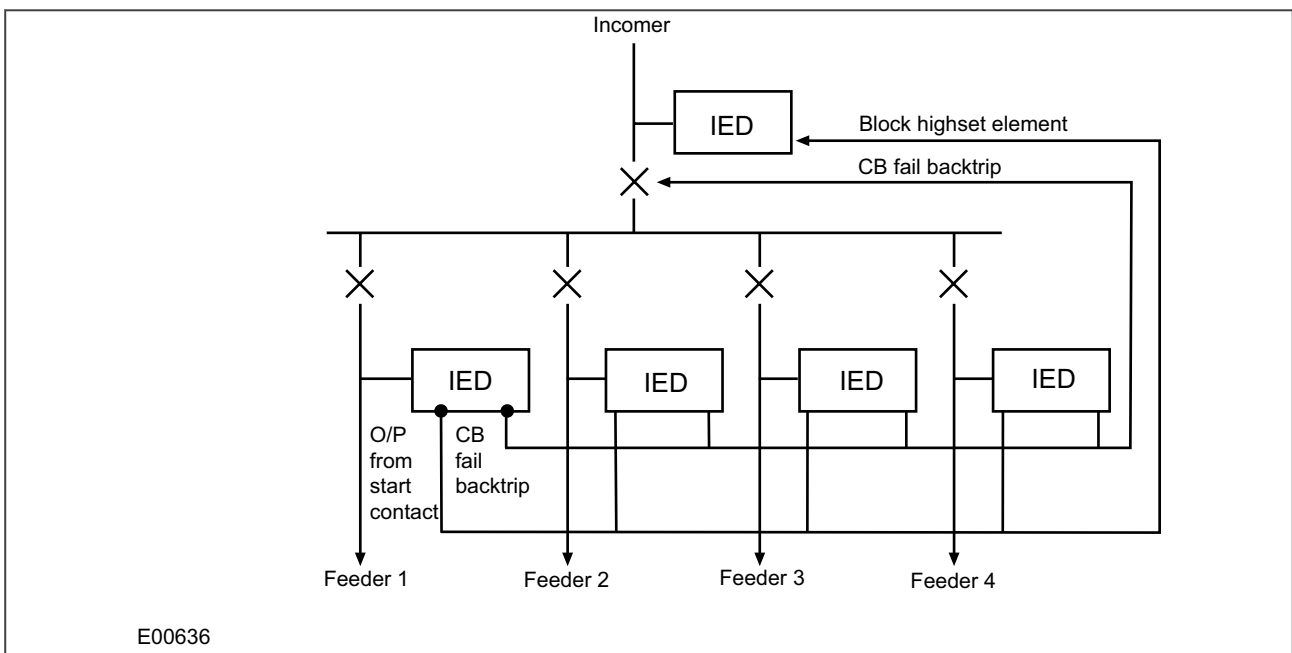 Incomer
IED
Block highset element
CB fail backtrip
IED
IED
IED
IED
O/P
from
start
contact
CB
fail
backtrip
Feeder 1
Feeder 2
Feeder 3
Feeder 4
E00636